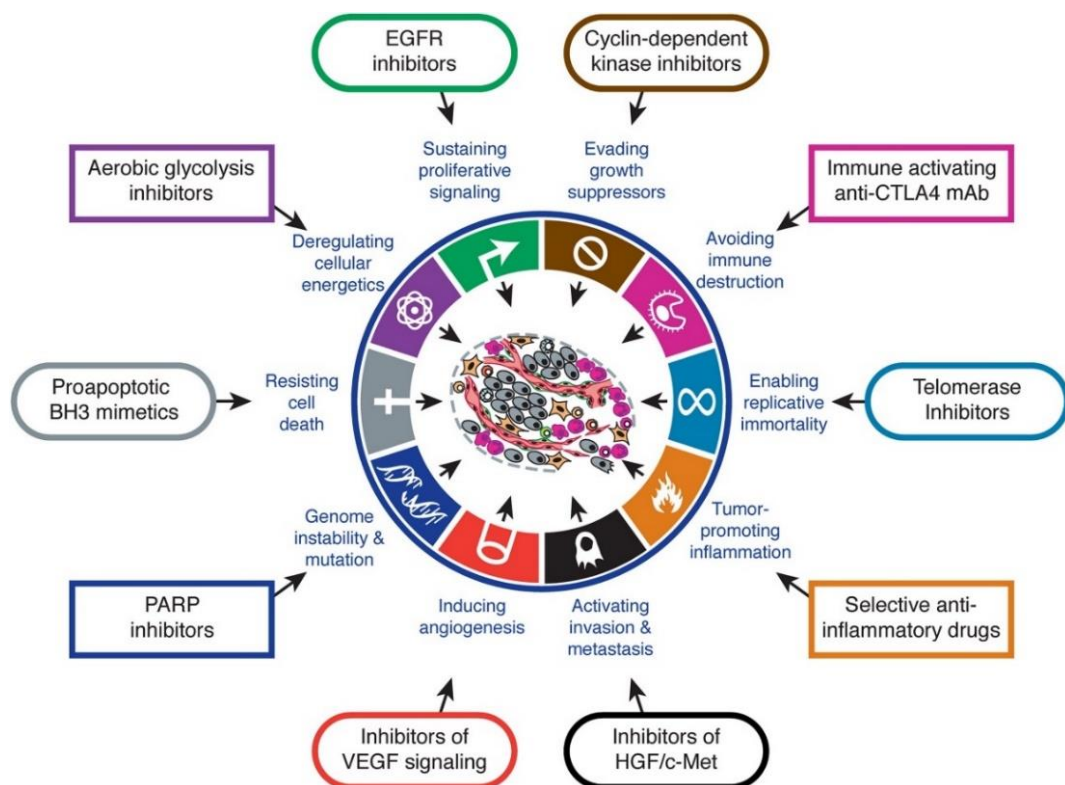 EGFR
inhibitors
Cyclin-dependent
kinase inhibitors
Sustaining
proliferative
signaling
Evading
growth
suppressors
Aerobic glycolysis
inhibitors
Immune activating
anti-CTLA4 mAb
Deregulating
cellular
energetics
Avoiding
immune
destruction
Proapoptotic
BH3 mimetics
Resisting
cell
death
Enabling
replicative
immortality
Telomerase
Inhibitors
Genome
instability &
mutation
Tumor-
promoting
inflammation
PARP
inhibitors
Inducing
angiogenesis
Activating
invasion &
metastasis
Selective anti-
inflammatory drugs
Inhibitors of
VEGF signaling
Inhibitors of
HGF/c-Met